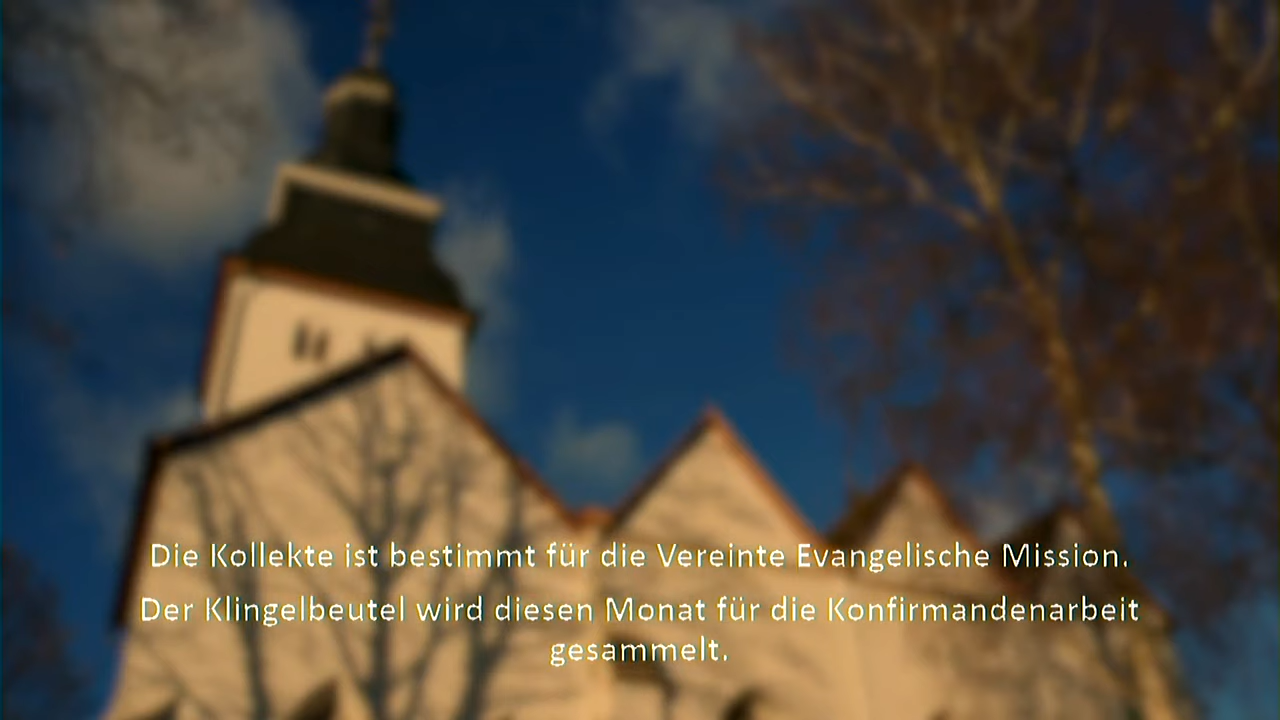 Die Kollekte ist bestimmt für die Vereinte Evangelische Mission.
Der Klingelbeutel wird diesen Monat für die Konfirmandenarbeit
gesammelt.